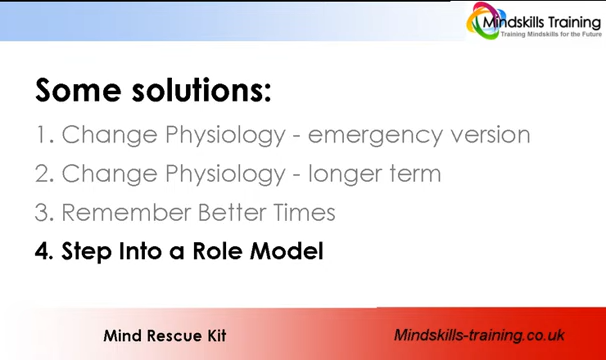 Mindskills Training
Training Mindskills for the Future
Some solutions:
1. Change Physiology - emergency version
2. Change Physiology - longer term
3. Remember Better Times
4. Step Into a Role Model
Mind Rescue Kit
Mindskills-training.co.uk